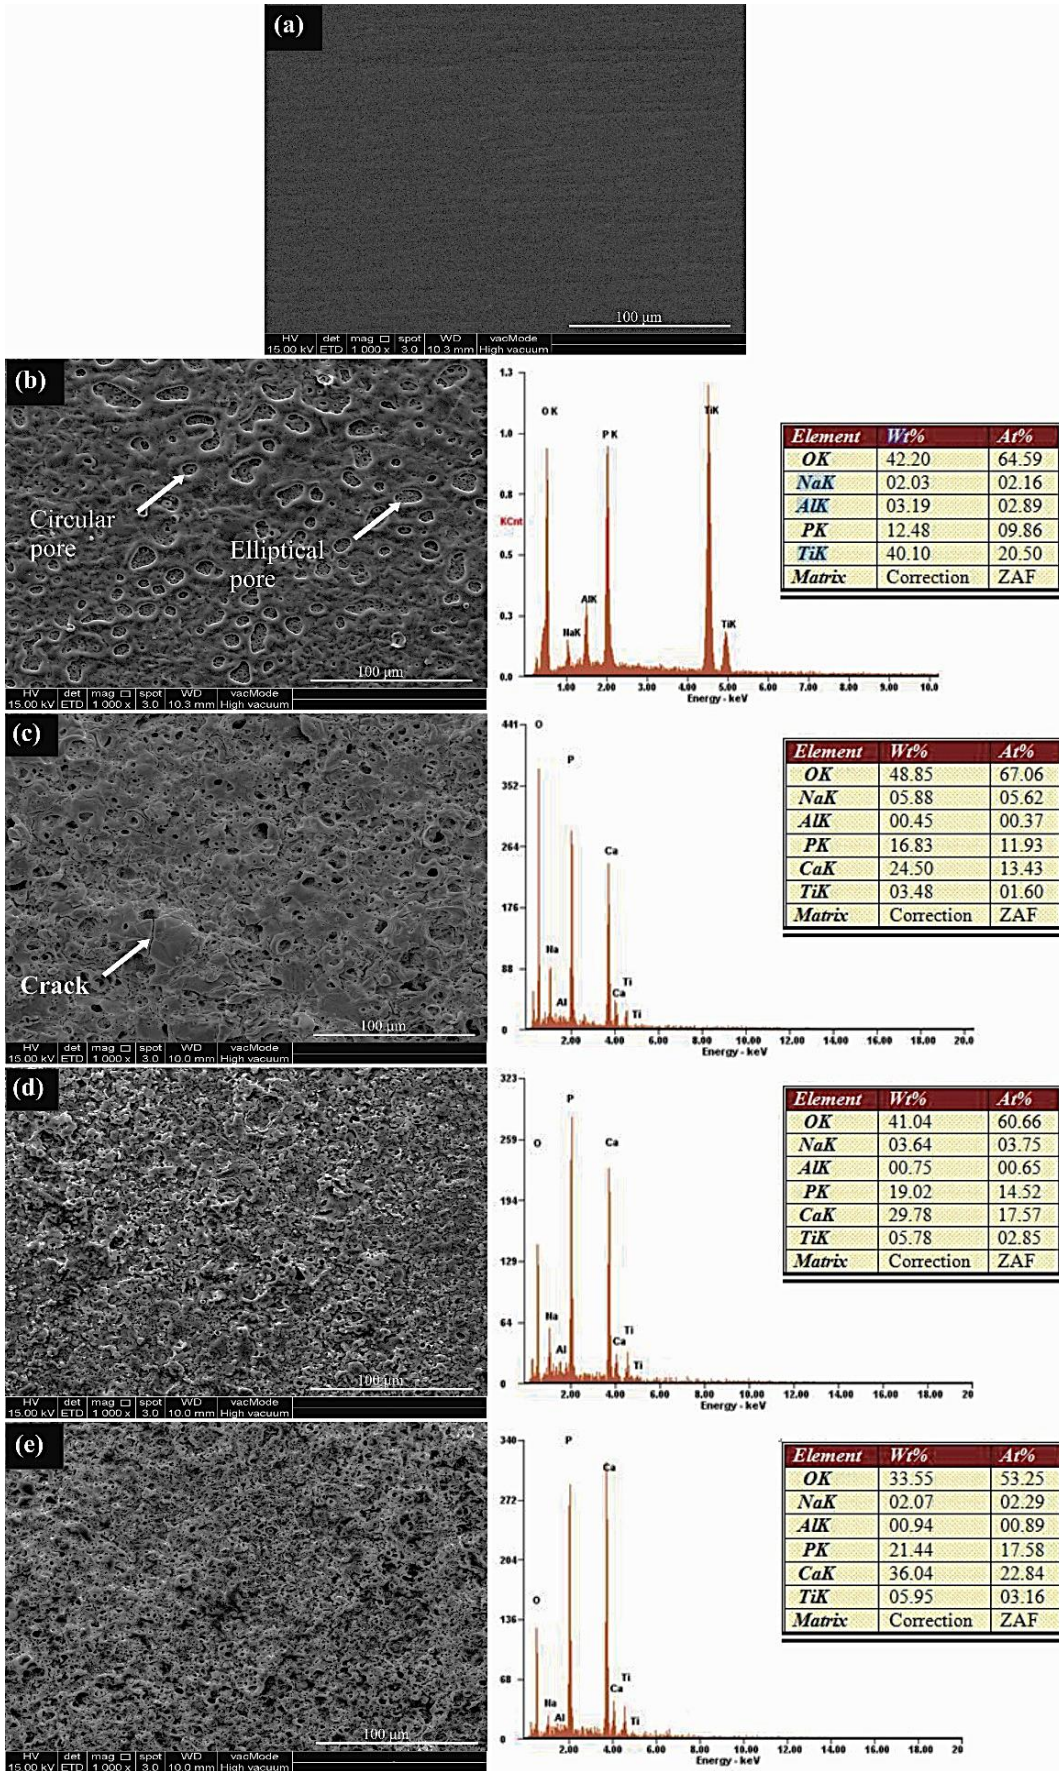 (a)
100 μm
HV det mag □ spot WD vacMode
15.00 kV ETD 1 000 x 3.0 10.3 mm High vacuum
(b)
Circular
pore
Elliptical
pore
100 μm
HV det mag □ spot WD vacMode
15.00 kV ETD 1 000 x 3.0 10.3 mm High vacuum
1.3
1.0
0.8
KCnt
0.5
0.3
0.0
O K
NaK
AlK
P K
TiK
TiK
1.00 2.00 3.00 4.00 5.00 6.00 7.00 8.00 9.00 10.0
Energy - keV
Element Wt% At%
OK 42.20 64.59
NaK 02.03 02.16
AlK 03.19 02.89
PK 12.48 09.86
TiK 40.10 20.50
Matrix Correction ZAF
(c)
Crack
100 μm
HV det mag □ spot WD vacMode
15.00 kV ETD 1 000 x 3.0 10.0 mm High vacuum
441
352
264
176
88
0
O
P
Ca
Na
Al
Ca
Ti
Ti
2.00 4.00 6.00 8.00 10.00 12.00 14.00 16.00 18.00 20.0
Energy - keV
Element Wt% At%
OK 48.85 67.06
NaK 05.88 05.62
AlK 00.45 00.37
PK 16.83 11.93
CaK 24.50 13.43
TiK 03.48 01.60
Matrix Correction ZAF
(d)
100 μm
HV det mag □ spot WD vacMode
15.00 kV ETD 1 000 x 3.0 10.0 mm High vacuum
323
259
194
129
64
0
P
O
Ca
Na
Al
Ca
Ti
Ti
2.00 4.00 6.00 8.00 10.00 12.00 14.00 16.00 18.00 20
Energy - keV
Element Wt% At%
OK 41.04 60.66
NaK 03.64 03.75
AlK 00.75 00.65
PK 19.02 14.52
CaK 29.78 17.57
TiK 05.78 02.85
Matrix Correction ZAF
(e)
100 μm
HV det mag □ spot WD vacMode
15.00 kV ETD 1 000 x 3.0 10.0 mm High vacuum
340
272
204
136
68
0
P
Ca
O
Na
Al
Ca
Ti
Ti
2.00 4.00 6.00 8.00 10.00 12.00 14.00 16.00 18.00 20
Energy - keV
Element Wt% At%
OK 33.55 53.25
NaK 02.07 02.29
AlK 00.94 00.89
PK 21.44 17.58
CaK 36.04 22.84
TiK 05.95 03.16
Matrix Correction ZAF